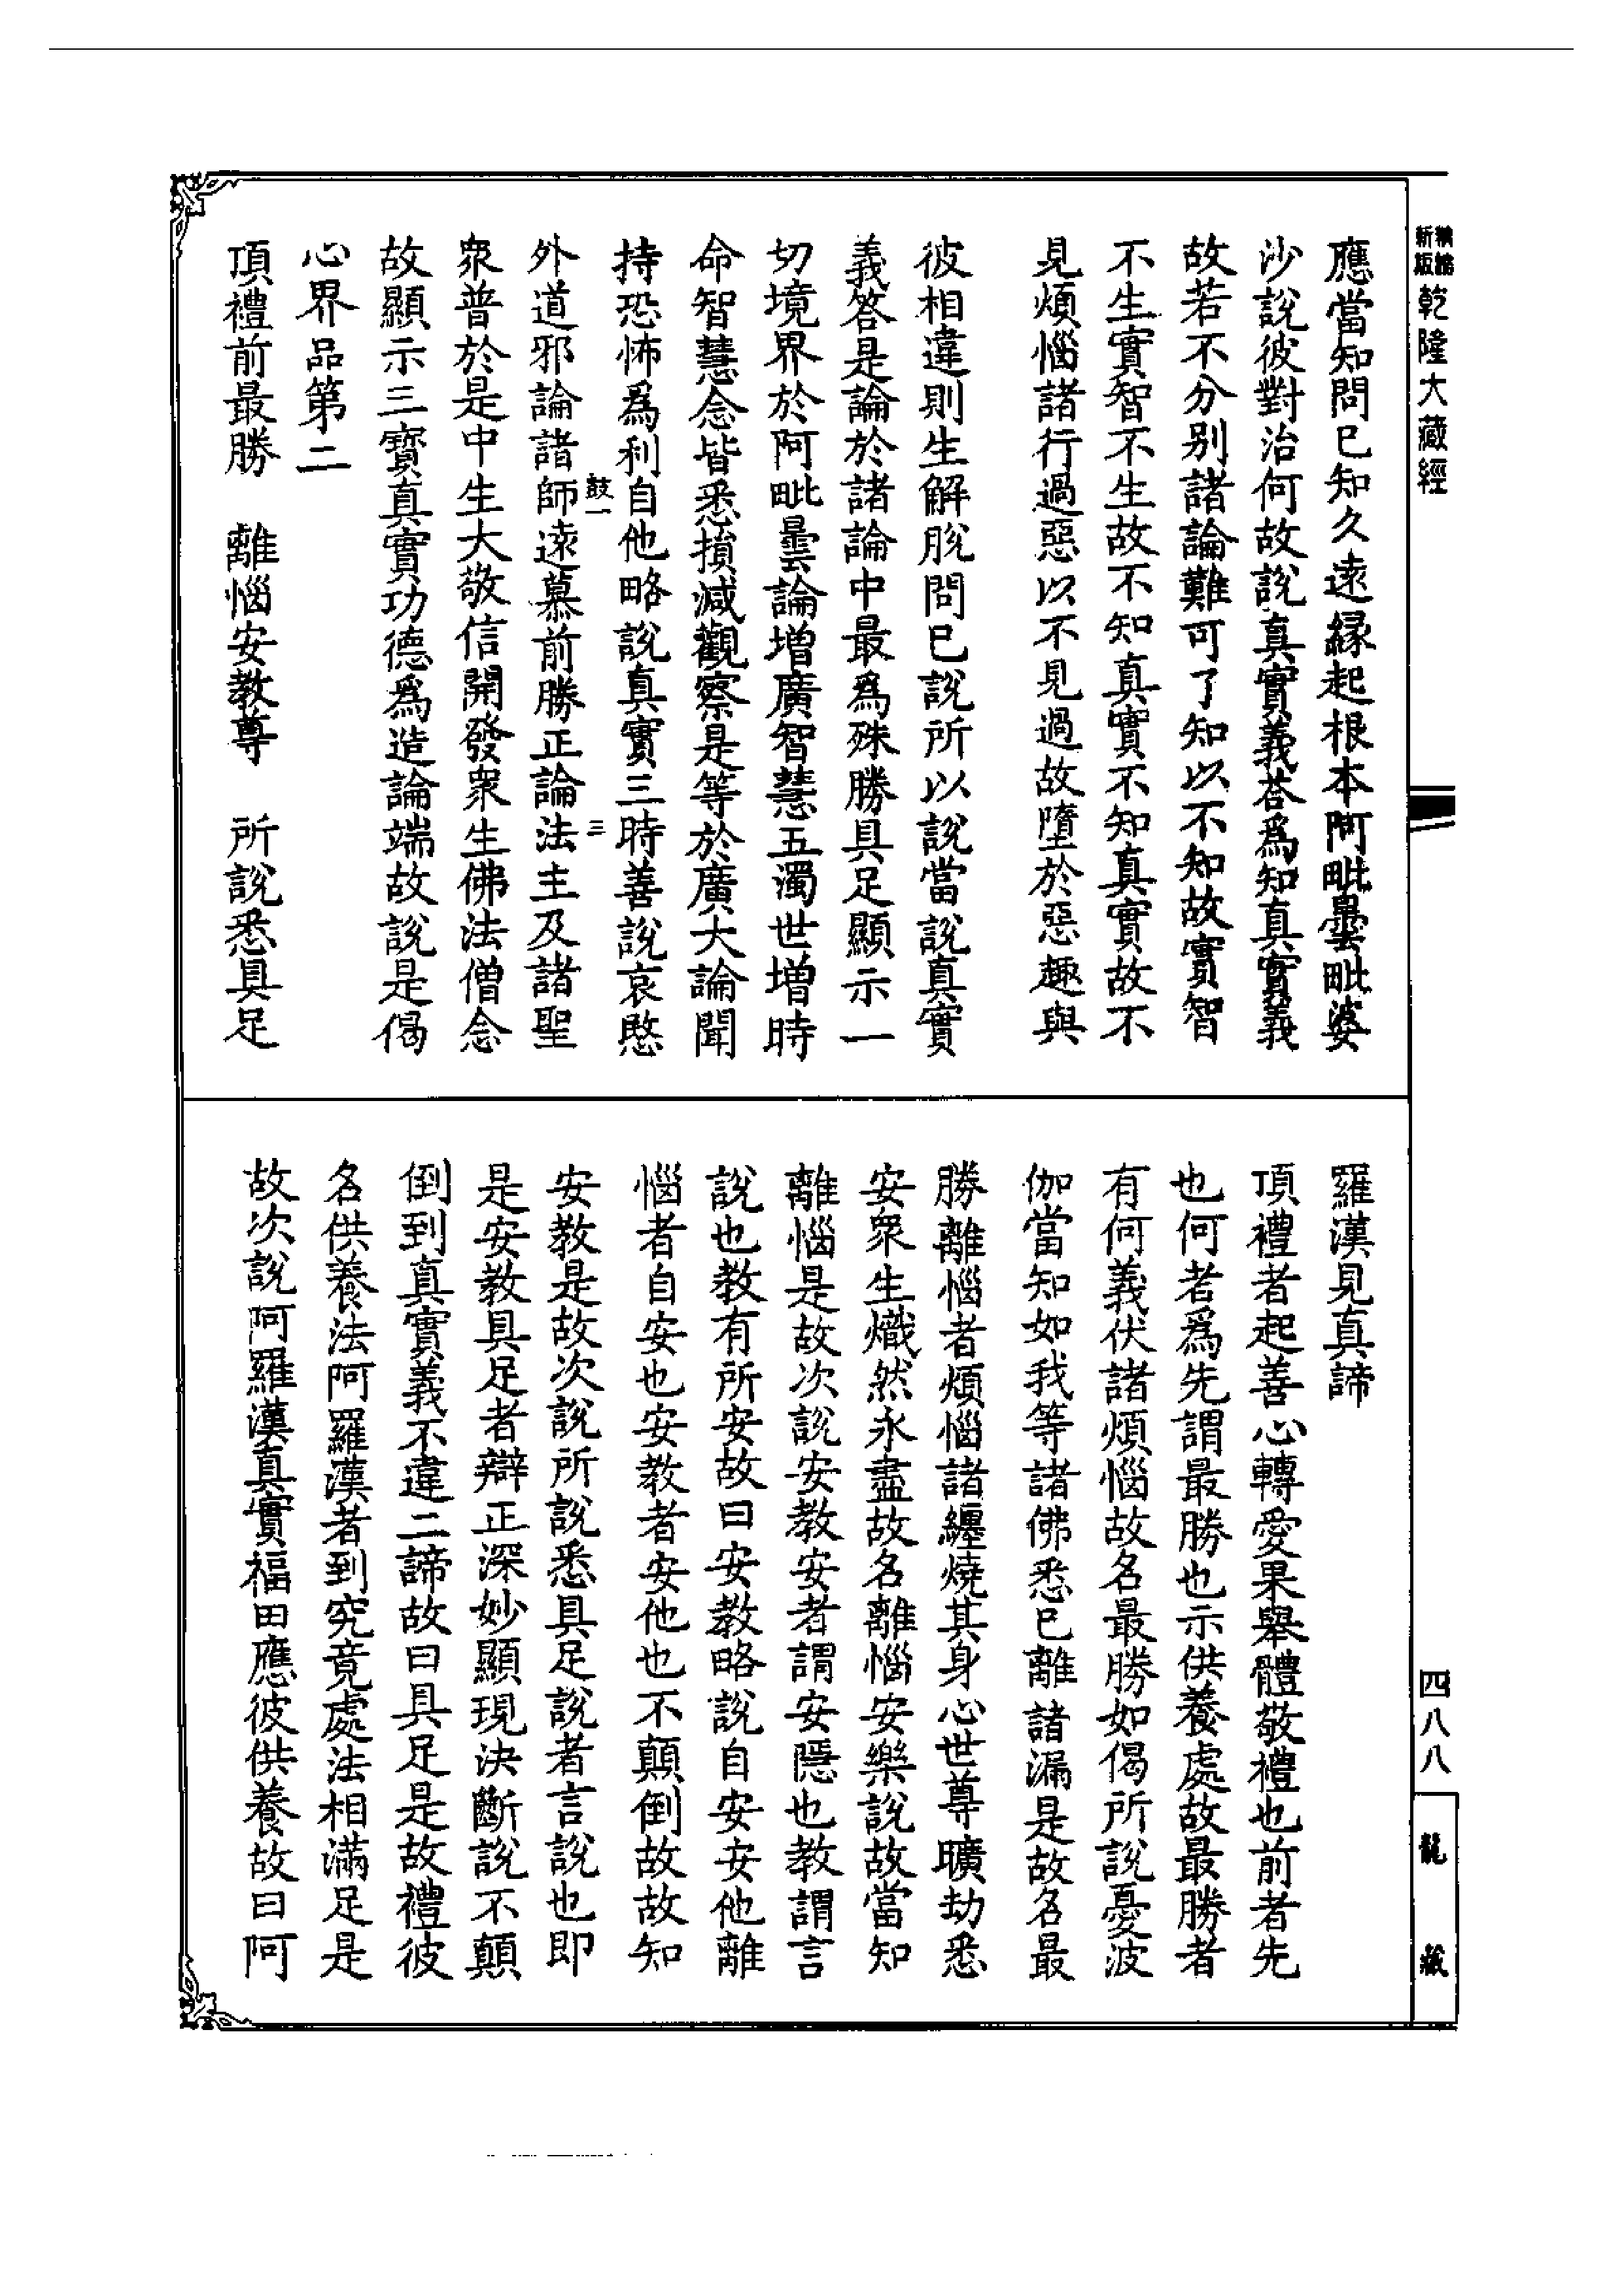 新版精縮乾隆大藏經
應當知問已知久遠緣起根本阿毗曇毗婆
沙說彼對治何故說真實義荅爲知真實義
故若不分別諸論難可了知以不知故實智
不生實智不生故不知真實不知真實故不
見煩惱諸行過惡以不見過故墮於惡趣與
彼相違則生解脫問已說所以說當說真實
義答是論於諸論中最爲殊勝具足顯示一
切境界於阿毗曇論增廣智慧五濁世增時
命智慧念皆悉損減觀察是等於廣大論聞
持恐怖爲利自他略說真實三時善說哀愍
鼓一 三
外道邪論諸師遠慕前勝正論法主及諸聖
衆普於是中生大敬信開發衆生佛法僧念
故顯示三寶真實功德爲造論端故說是偈
心界品第二
頂禮前最勝 離惱安教尊 所說悉具足
羅漢見真諦
頂禮者起善心轉愛果舉體敬禮也前者先
也何者爲先謂最勝也示供養處故最勝者
有何義伏諸煩惱故名最勝如偈所說憂波
伽當知如我等諸佛悉已離諸漏是故名最
勝離惱者煩惱諸纏燒其身心世尊曠劫悉
安衆生熾然永盡故名離惱安樂說故當知
離惱是故次說安教安者謂安隱也教謂言
說也教有所安故曰安教略說自安安他離
惱者自安也安教者安他也不顛倒故故知
安教是故次說所說悉具足說者言說也即
是安教具足者辯正深妙顯現決斷說不顛
倒到真實義不違二諦故曰具足是故禮彼
名供養法阿羅漢者到究竟處法相滿足是
故次說阿羅漢真實福田應彼供養故曰阿
四八八
龍藏